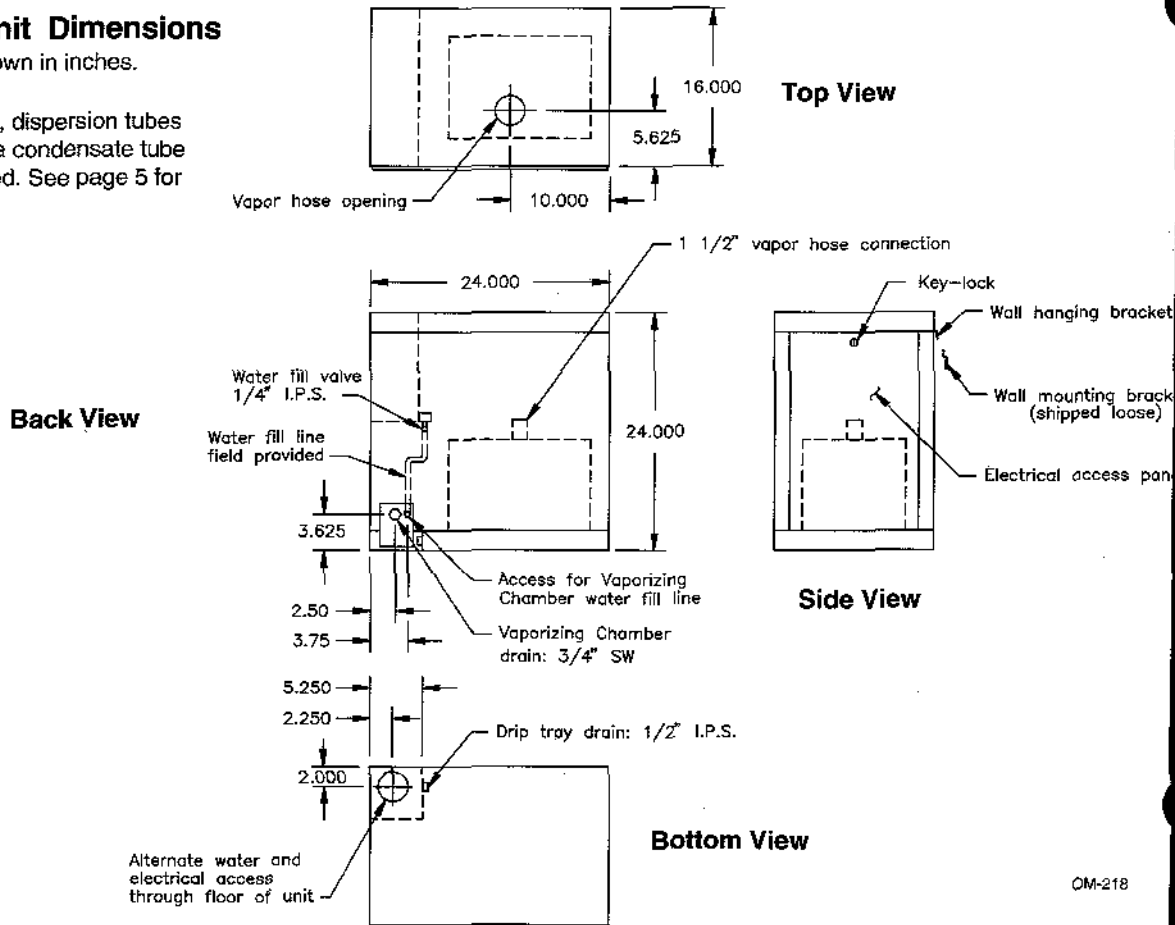 nit Dimensions
own in inches.
, dispersion tubes
e condensate tube
ed. See page 5 for
16.000
Top View
5.625
Vapor hose opening
10.000
1 1/2" vapor hose connection
24.000
Key-lock
Wall hanging bracket
Water fill valve
1/4" I.P.S.
Wall mounting brack
(shipped loose)
Back View
24.000
Water fill line
field provided
Electrical access pan
3.625
Access for Vaporizing
Chamber water fill line
Side View
2.50
Vaporizing Chamber
drain: 3/4" SW
3.75
5.250
2.250
Drip tray drain: 1/2" I.P.S.
2.000
Bottom View
Alternate water and
electrical access
through floor of unit
OM-218